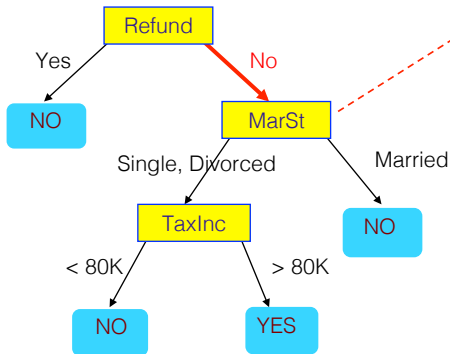 Refund
Yes
No
NO
MarSt
Single, Divorced
Married
TaxInc
NO
< 80K
> 80K
NO
YES